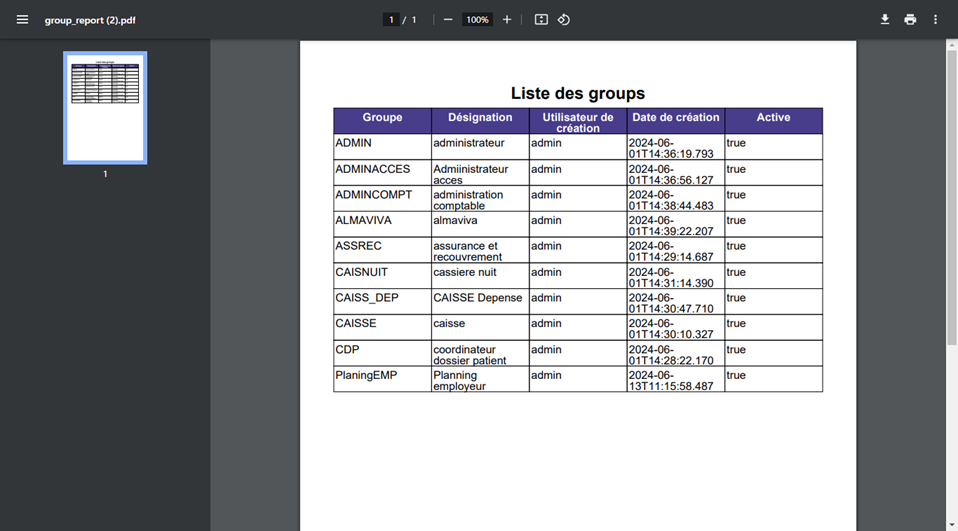 group_report (2).pdf
1 / 1
100%
1
Liste des groups
Groupe Désignation Utilisateur de création Date de création Active
ADMIN administrateur admin 2024-06-01T14:36:19.793 true
ADMINACCES Admiinistrateur acces admin 2024-06-01T14:36:56.127 true
ADMINCOMPT administration comptable admin 2024-06-01T14:38:44.483 true
ALMAVIVA almaviva admin 2024-06-01T14:39:22.207 true
ASSREC assurance et recouvrement admin 2024-06-01T14:29:14.687 true
CAISNUIT cassiere nuit admin 2024-06-01T14:31:14.390 true
CAISS_DEP CAISSE Depense admin 2024-06-01T14:30:47.710 true
CAISSE caisse admin 2024-06-01T14:30:10.327 true
CDP coordinateur dossier patient admin 2024-06-01T14:28:22.170 true
PlaningEMP Planning employeur admin 2024-06-13T11:15:58.487 true